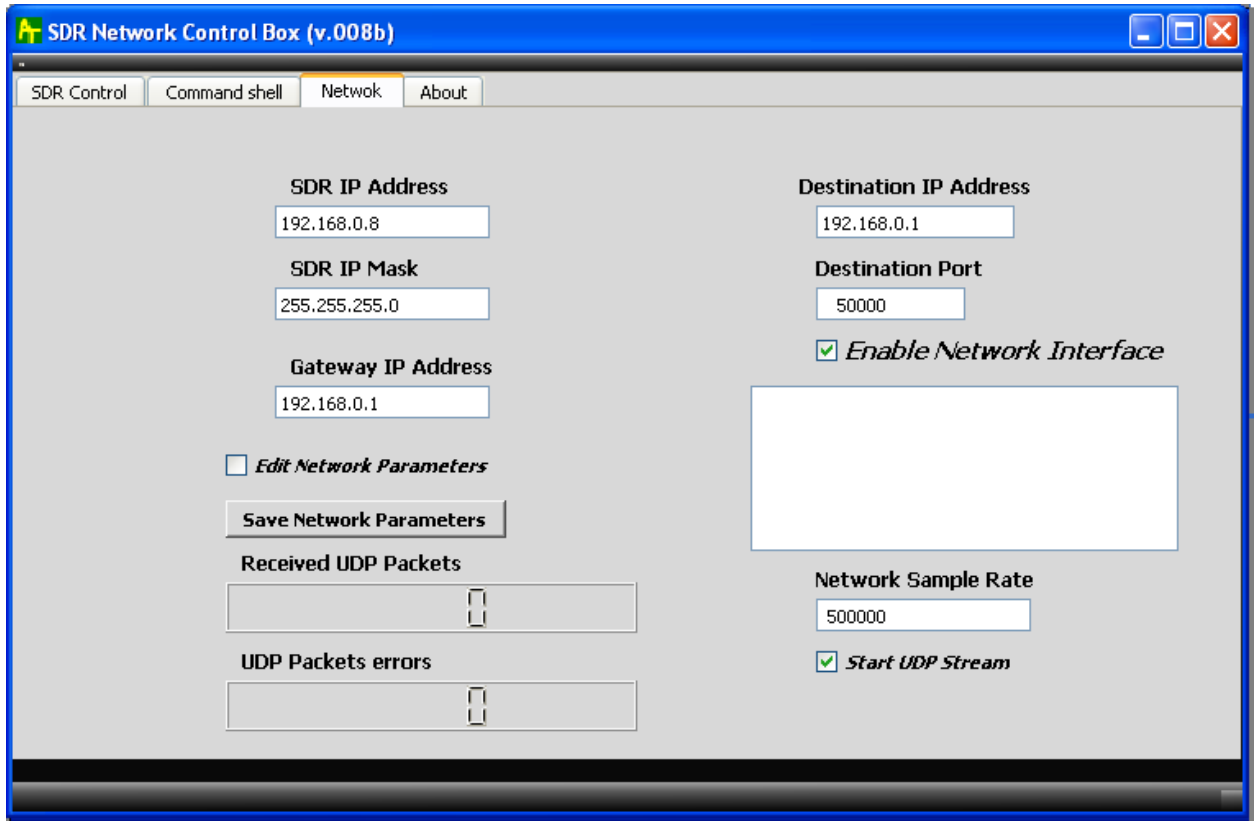 SDR Network Control Box (v.008b)
SDR Control Command shell Netwok About
SDR IP Address
192.168.0.8
SDR IP Mask
255.255.255.0
Gateway IP Address
192.168.0.1
Edit Network Parameters
Save Network Parameters
Received UDP Packets
0
UDP Packets errors
0
Destination IP Address
192.168.0.1
Destination Port
50000
Enable Network Interface
Network Sample Rate
500000
Start UDP Stream